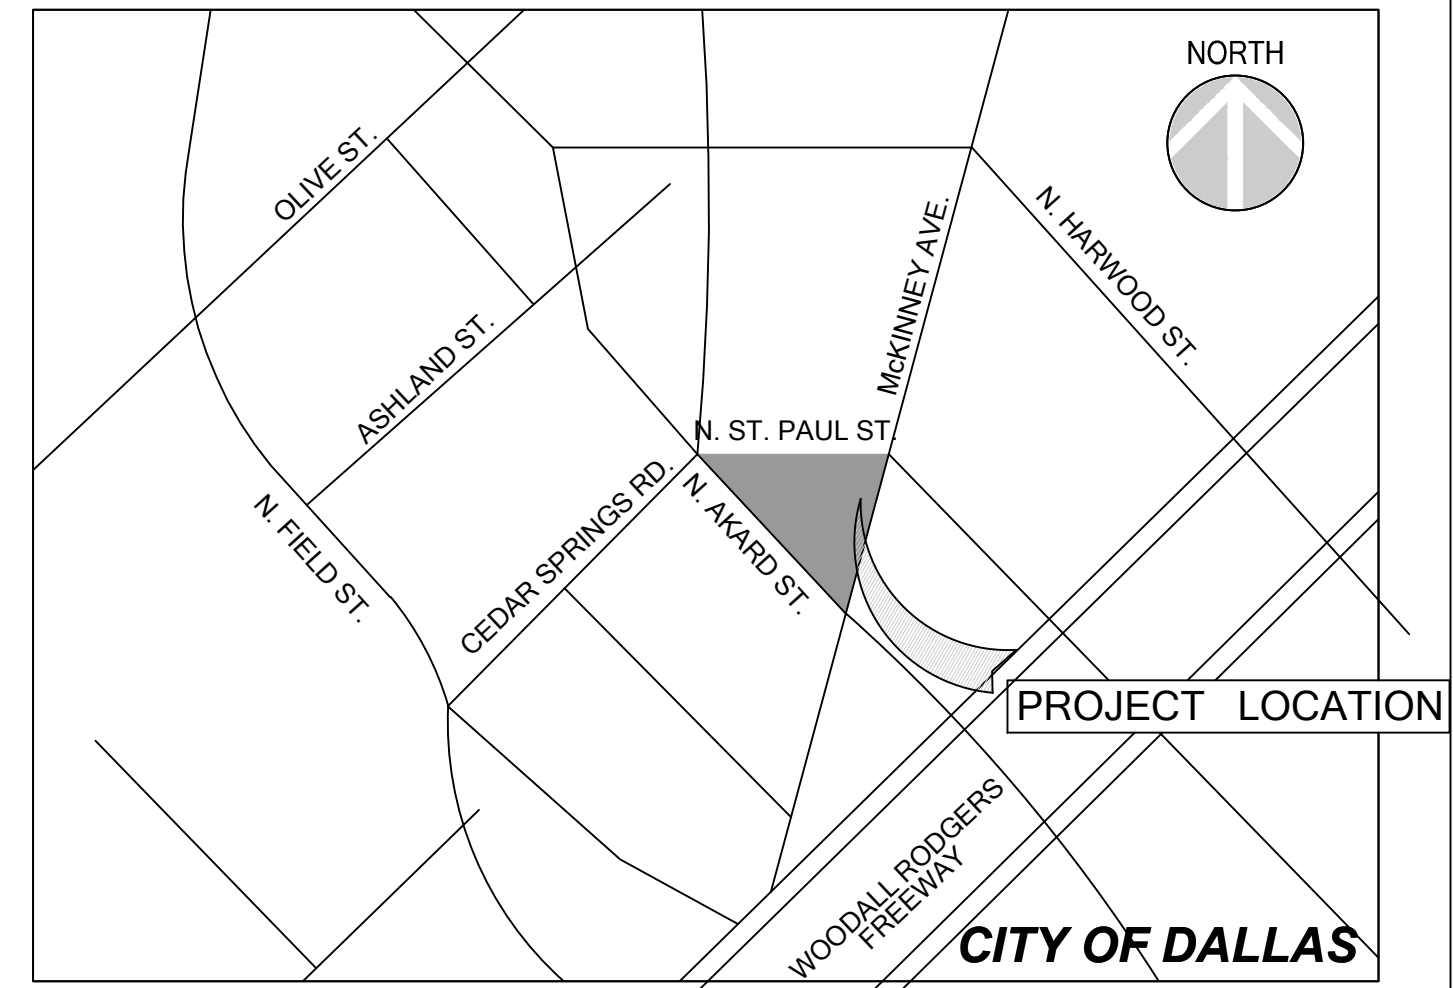 NORTH
OLIVE ST.
N. HARWOOD ST.
McKINNEY AVE.
ASHLAND ST.
N. ST. PAUL ST.
CEDAR SPRINGS RD.
N. AKARD ST.
N. FIELD ST.
PROJECT LOCATION
WOODALL RODGERS
FREEWAY
CITY OF DALLAS